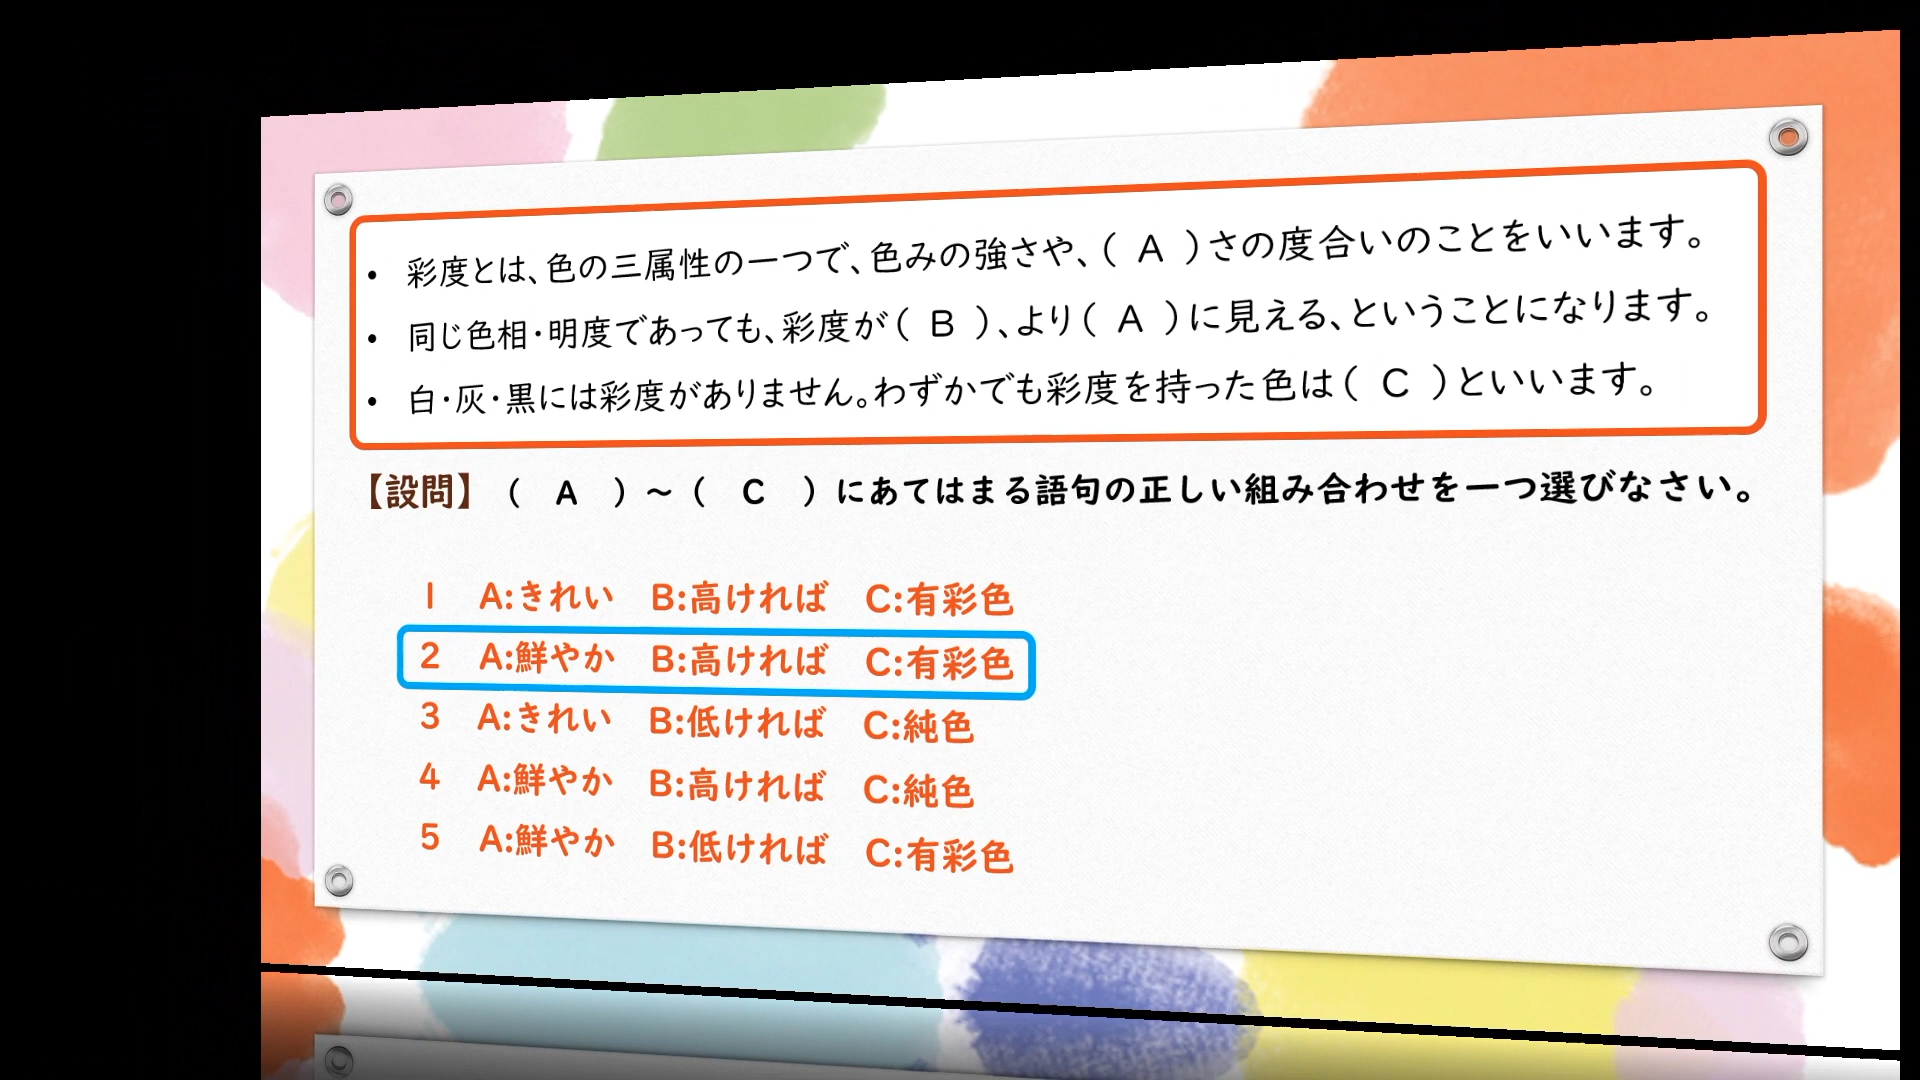 • 彩度とは、色の三属性の一つで、色みの強さや、( A )さの度合いのことをいいます。
• 同じ色相・明度であっても、彩度が( B )、より( A )に見える、ということになります。
• 白・灰・黒には彩度がありません。わずかでも彩度を持った色は( C )といいます。
【設問】（ A ）～（ C ）にあてはまる語句の正しい組み合わせを一つ選びなさい。
1 A:きれい B:高ければ C:有彩色
2 A:鮮やか B:高ければ C:有彩色
3 A:きれい B:低ければ C:純色
4 A:鮮やか B:高ければ C:純色
5 A:鮮やか B:低ければ C:有彩色